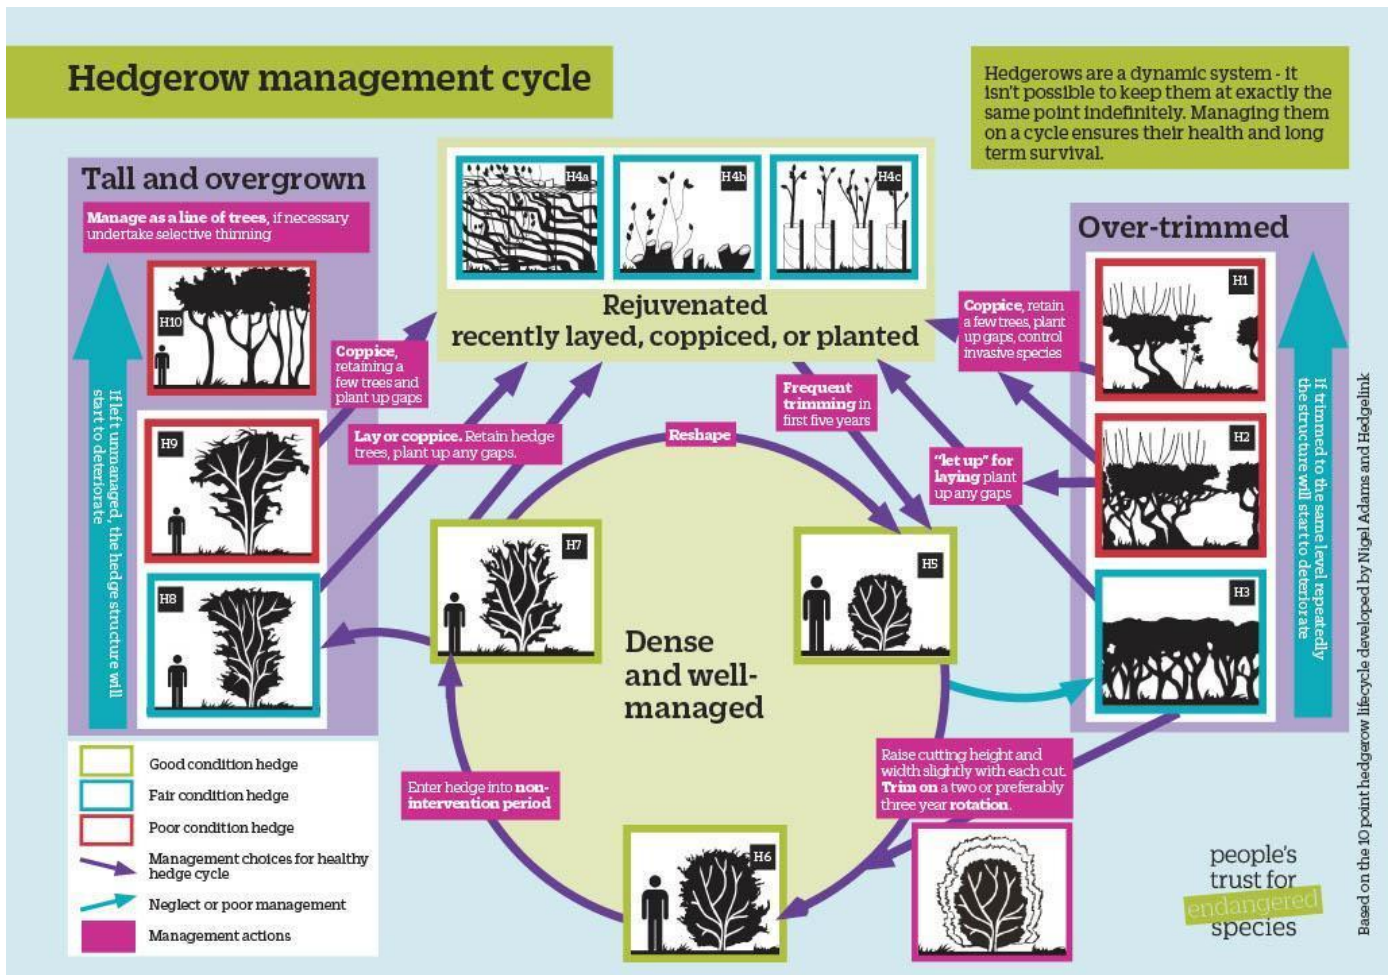 Hedgerow management cycle
Hedgerows are a dynamic system - it
isn't possible to keep them at exactly the
same point indefinitely. Managing them
on a cycle ensures their health and long
term survival.
Tall and overgrown
Manage as a line of trees, if necessary
undertake selective thinning
H10
H9
H8
If left unmanaged, the hedge structure will
start to deteriorate
H4a
H4b
H4c
Rejuvenated
recently layed, coppiced, or planted
Over-trimmed
H1
H2
H3
If trimmed to the same level repeatedly
the structure will start to deteriorate
Coppice,
retaining a
few trees and
plant up gaps
Lay or coppice. Retain hedge
trees, plant up any gaps.
Reshape
Frequent
trimming in
first five years
Coppice, retain
a few trees, plant
up gaps, control
invasive species
"let up" for
laying plant
up any gaps
H7
H5
Dense
and well-
managed
Enter hedge into non-
intervention period
Raise cutting height and
width slightly with each cut.
Trim on a two or preferably
three year rotation.
H6
Good condition hedge
Fair condition hedge
Poor condition hedge
Management choices for healthy
hedge cycle
Neglect or poor management
Management actions
people's
trust for
endangered
species
Based on the 10 point hedgerow lifecycle developed by Nigel Adams and Hedgelink